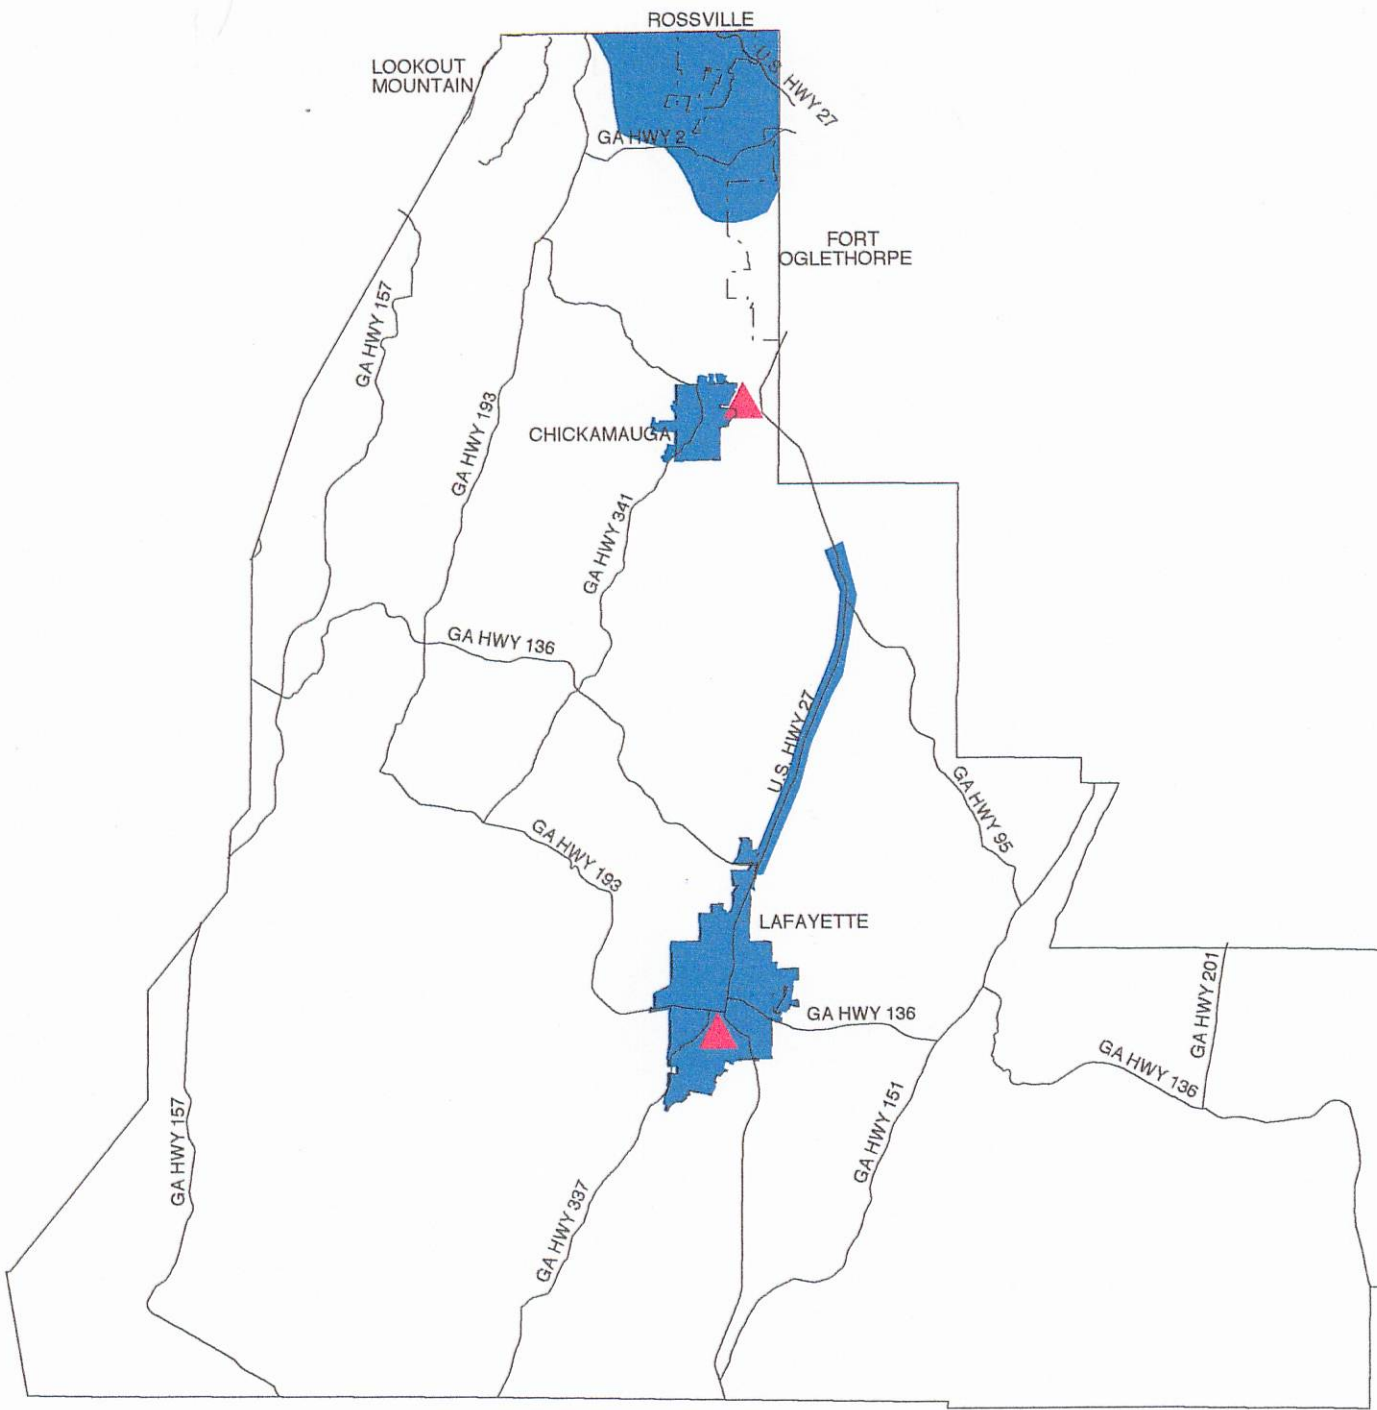 ROSSVILLE
LOOKOUT
MOUNTAIN
U.S. HWY 27
GA HWY 2
FORT
OGLETHORPE
GA HWY 157
GA HWY 193
CHICKAMAUGA
GA HWY 341
GA HWY 136
U.S. HWY 27
GA HWY 95
GA HWY 193
LAFAYETTE
GA HWY 201
GA HWY 136
GA HWY 136
GA HWY 151
GA HWY 157
GA HWY 337